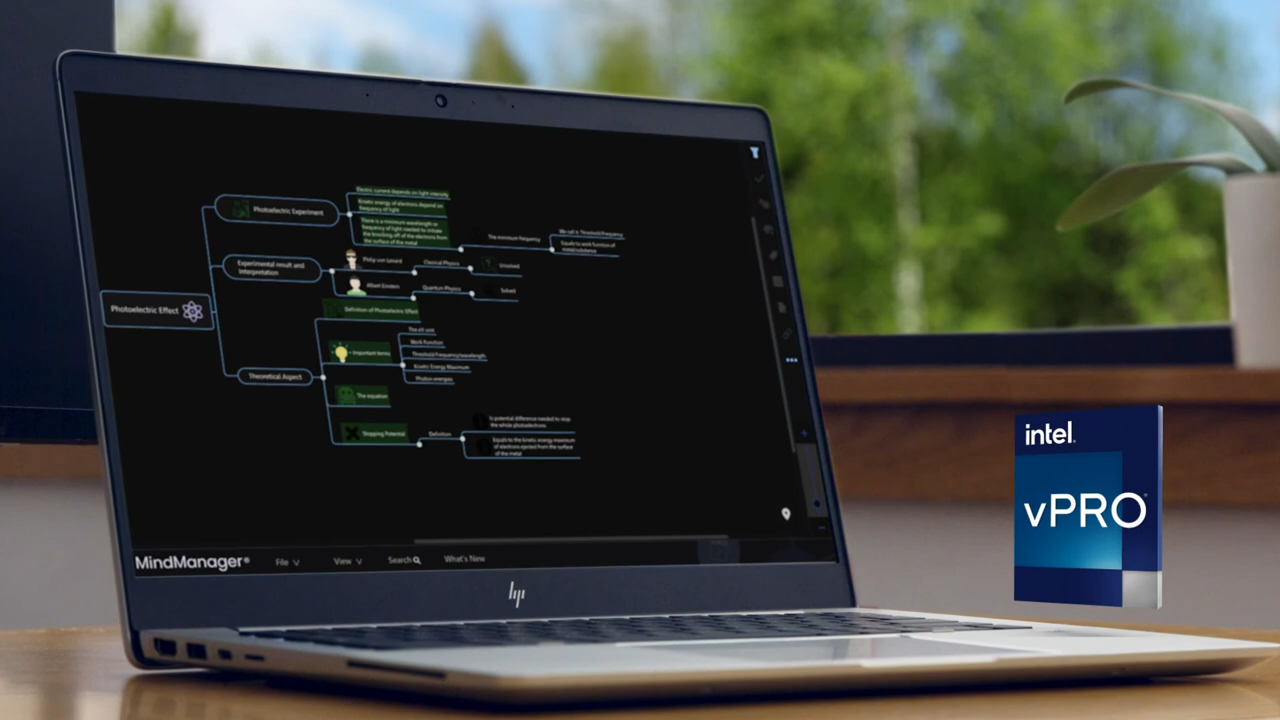 Photoelectric Effect
Photoelectric Experiment
Electric current depends on light intensity
Kinetic energy of electrons depend on
frequency of light
There is a minimum wavelength or
frequency of light needed to initiate
the knocking off of the electrons from
the surface of the metal
The minimum frequency
We call it Threshold Frequency
Equals to work function of
metal/substance
Experimental result and
Interpretation
Philip von Lenard
Classical Physics
Unsolved
Albert Einstein
Quantum Physics
Solved
Theoretical Aspect
Definition of Photoelectric Effect
Important terms
The eV unit
Work Function
Threshold Frequency/wavelength
Kinetic Energy Maximum
Photon energies
The equation
Stopping Potential
Definition
Is potential difference needed to stop
the whole photoelectrons
Equals to the kinetic energy maximum
of electrons ejected from the surface
of the metal
MindManager®
File
View
Search
What's New
hp
intel.
vPRO